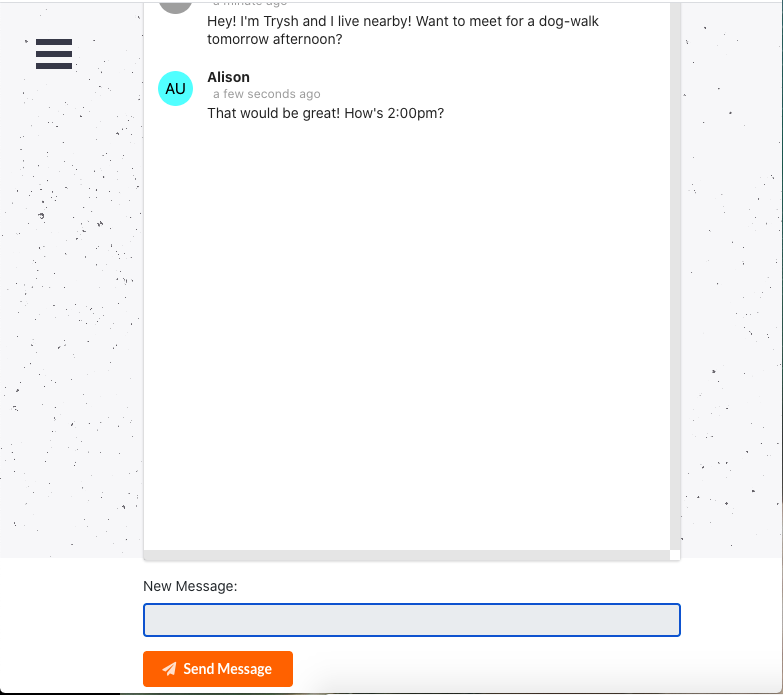 a minute ago
Hey! I'm Trysh and I live nearby! Want to meet for a dog-walk
tomorrow afternoon?
AU
Alison
a few seconds ago
That would be great! How's 2:00pm?
New Message:
Send Message